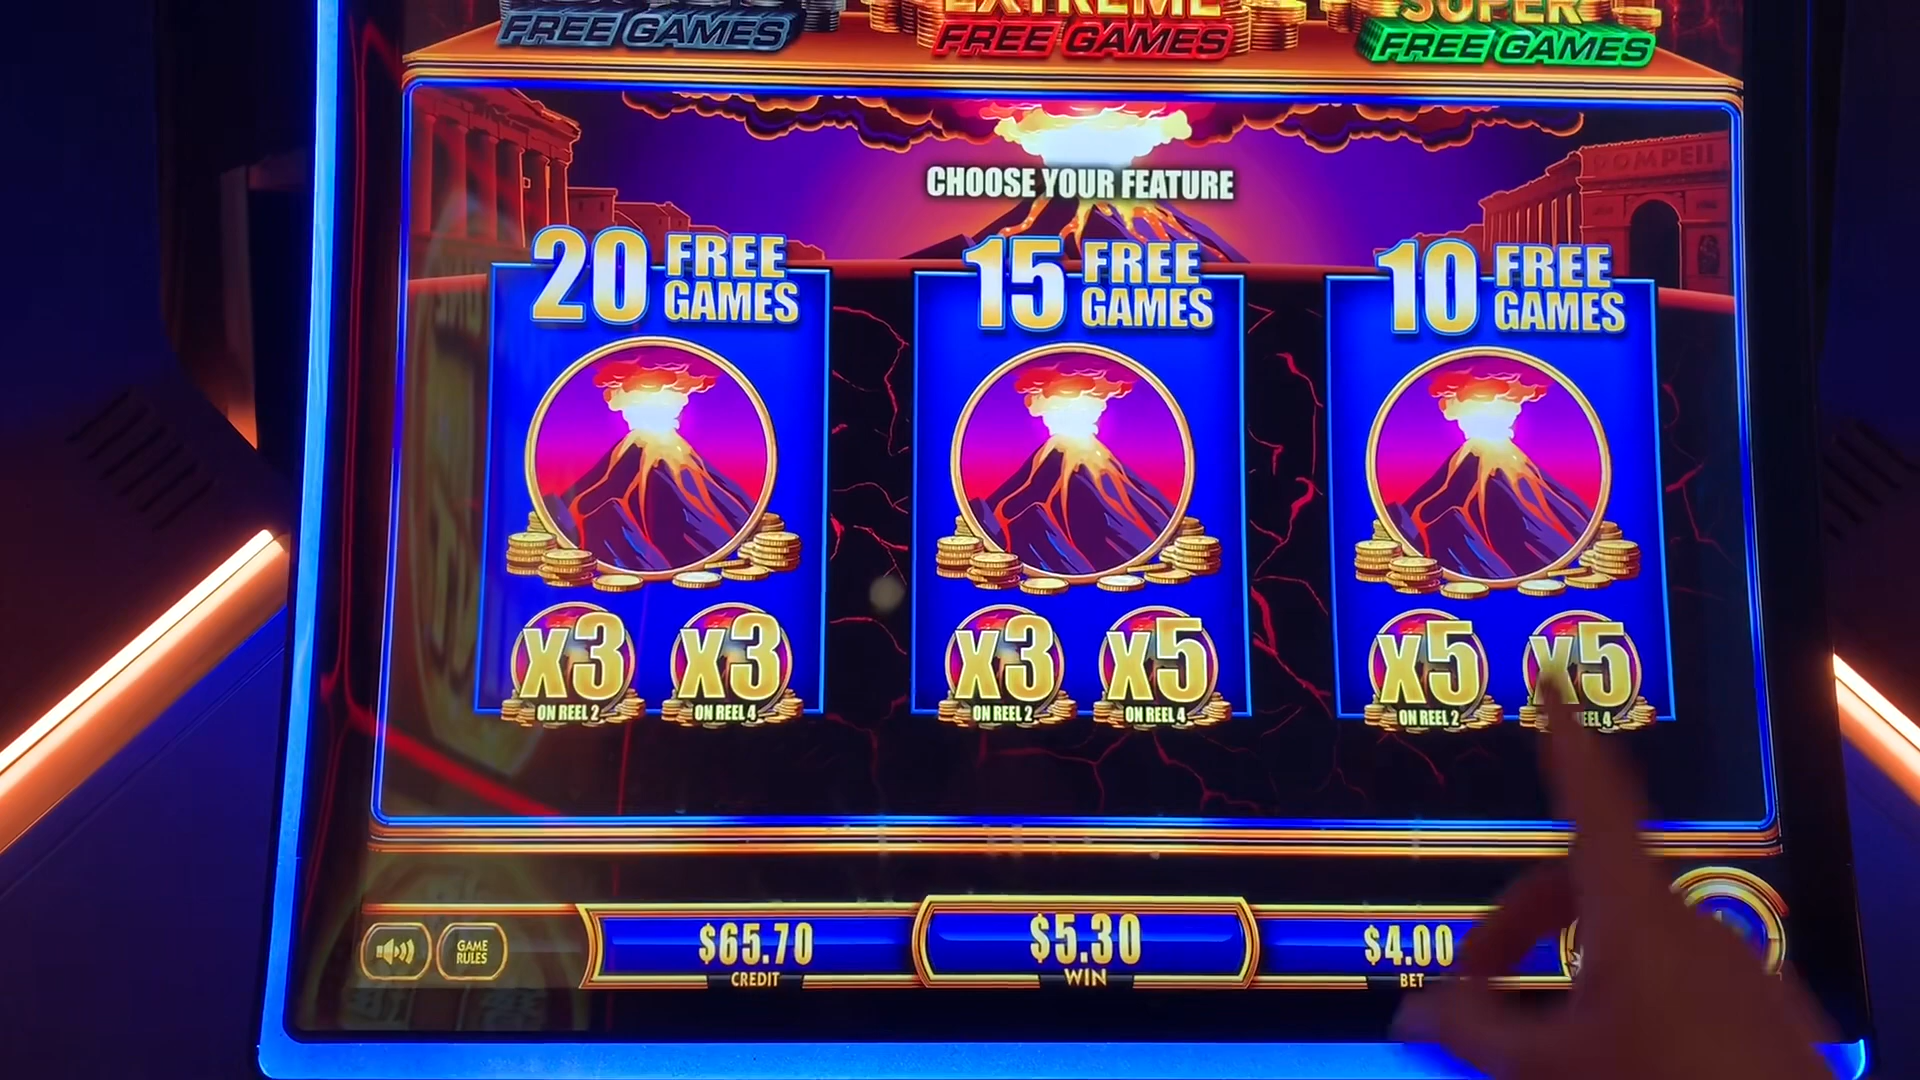 FREE GAMES
EXTREME
FREE GAMES
SUPER
FREE GAMES
POMPEII
CHOOSE YOUR FEATURE
20 FREE GAMES
15 FREE GAMES
10 FREE GAMES
x3
ON REEL 2
x3
ON REEL 4
x3
ON REEL 2
x5
ON REEL 4
x5
ON REEL 2
x5
REEL 4
GAME RULES
$65.70
CREDIT
$5.30
WIN
$4.00
BET